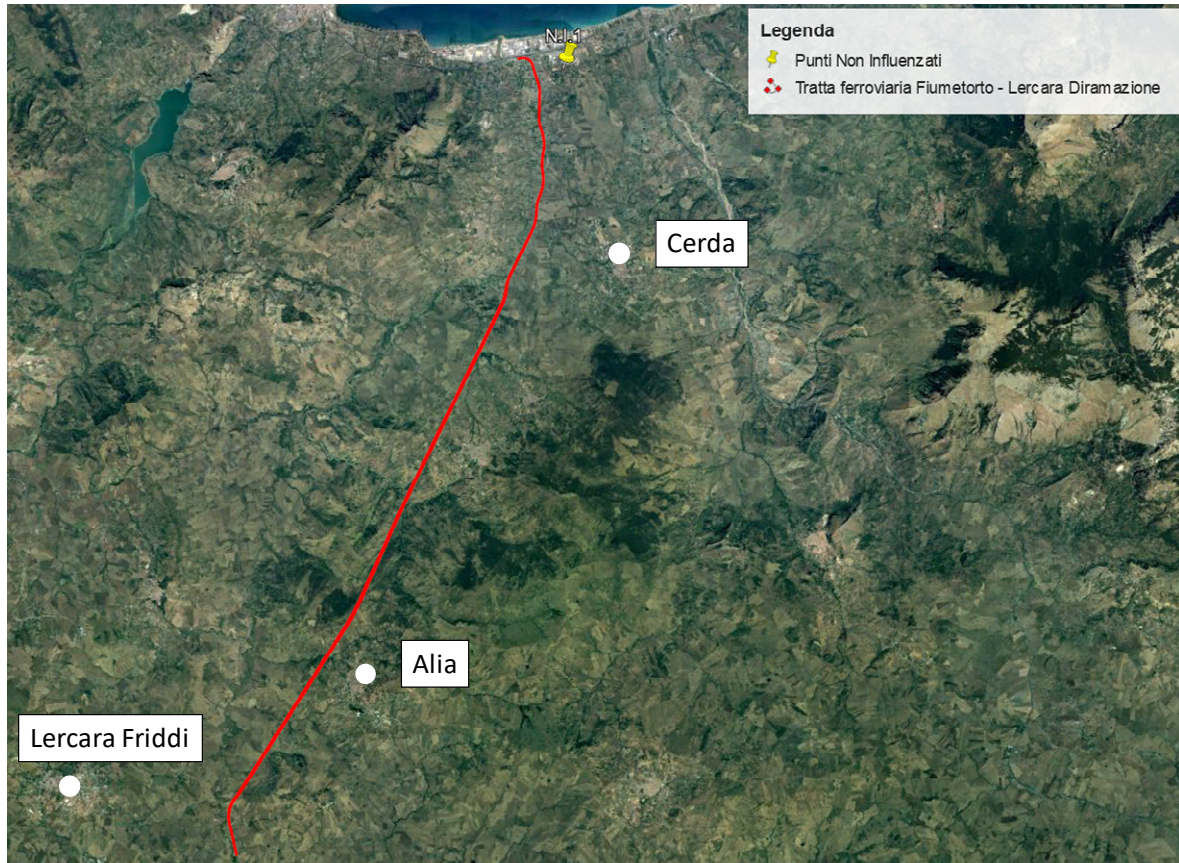 N.I.1
Legenda
Punti Non Influenzati
Tratta ferroviaria Fiumetorto - Lercara Diramazione
Cerda
Alia
Lercara Friddi